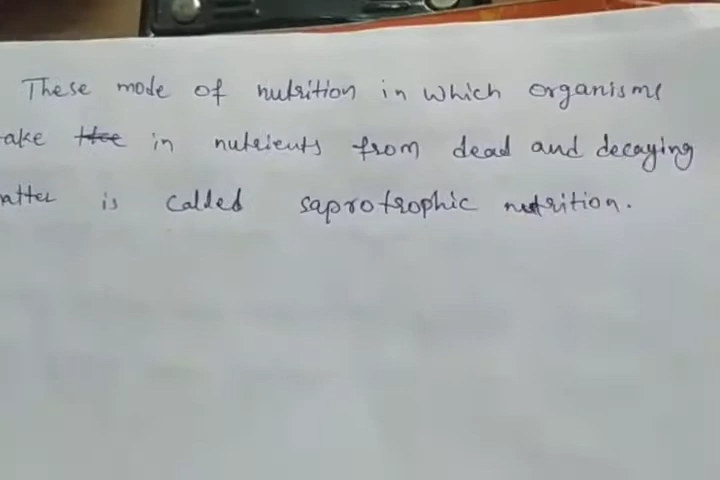 These mode of nutrition in which organisms
ake in nutrients from dead and decaying
atter is called saprotrophic nutrition.